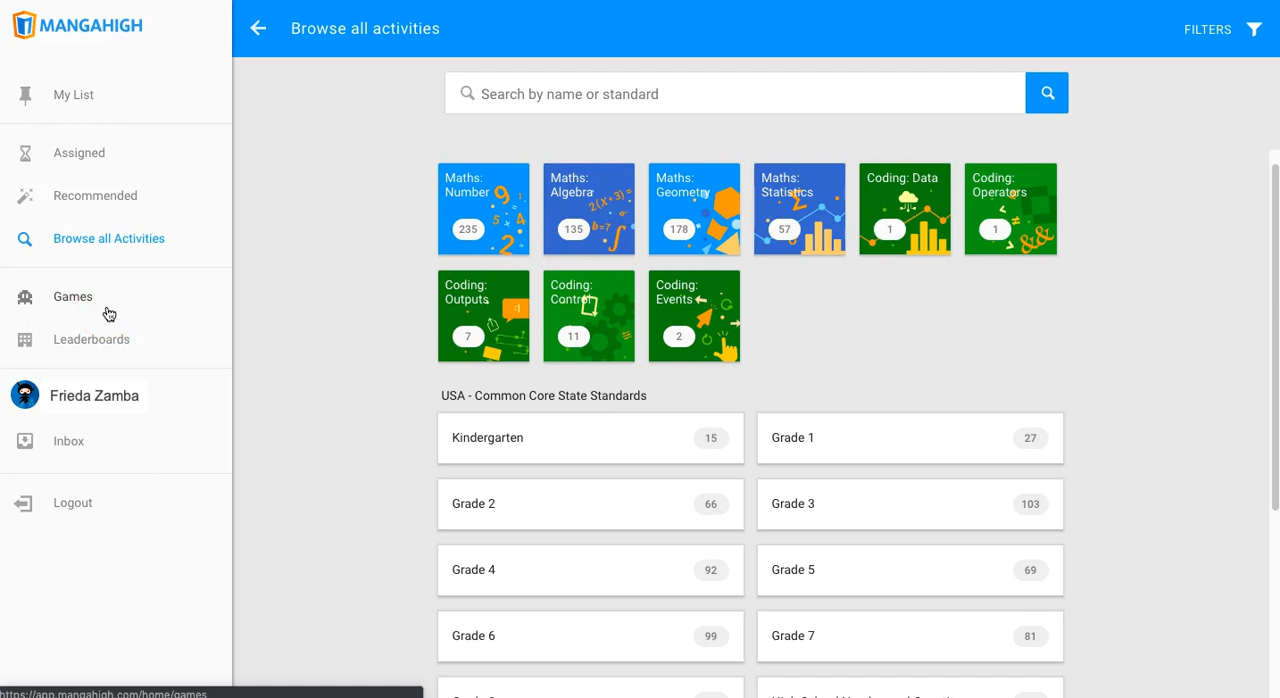 MANGAHIGH
Browse all activities
FILTERS
My List
Assigned
Recommended
Browse all Activities
Games
Leaderboards
Frieda Zamba
Inbox
Logout
Search by name or standard
Maths:
Number
235
Maths:
Algebra
135
Maths:
Geometry
178
Maths:
Statistics
57
Coding: Data
1
Coding:
Operators
1
Coding:
Outputs
7
Coding:
Control
11
Coding:
Events
2
USA - Common Core State Standards
Kindergarten 15
Grade 1 27
Grade 2 66
Grade 3 103
Grade 4 92
Grade 5 69
Grade 6 99
Grade 7 81
https://app.mangahigh.com/home/games